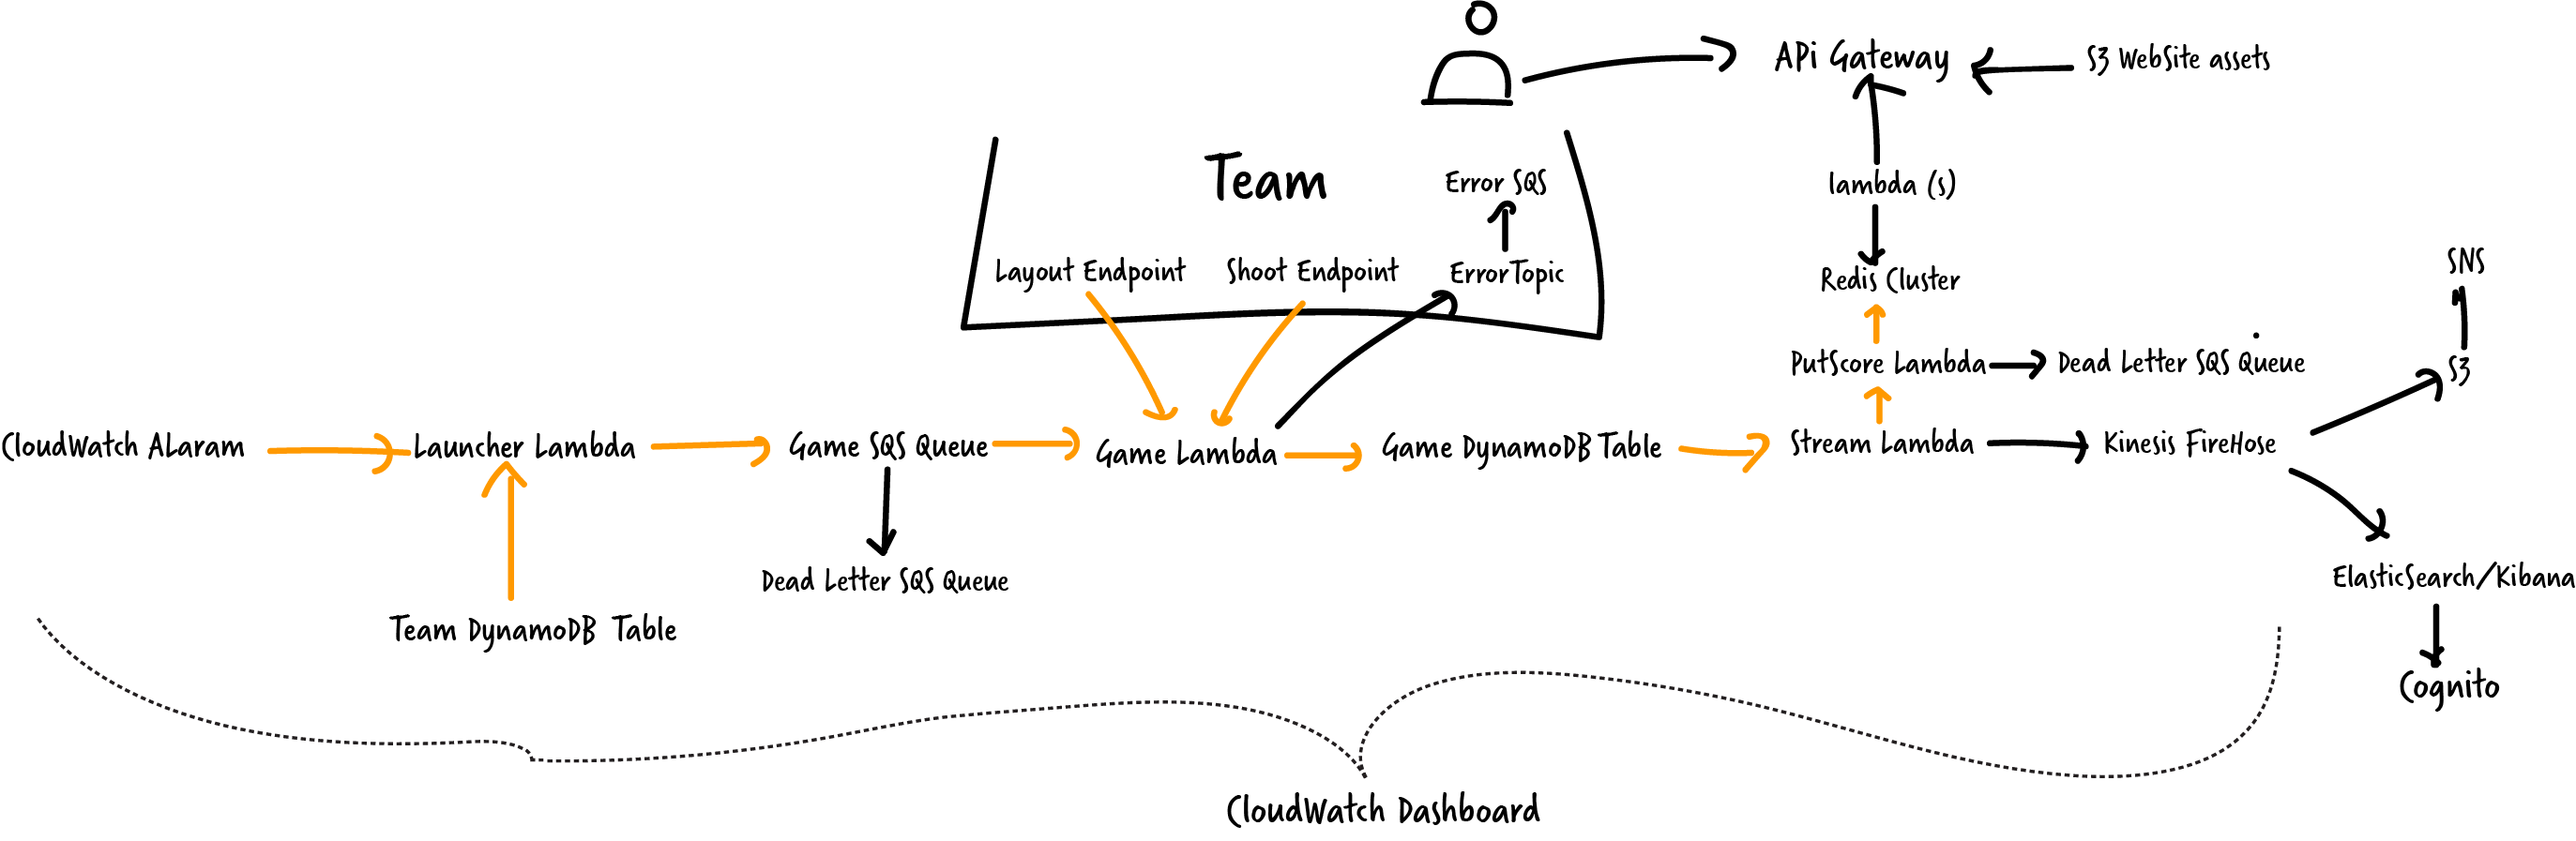 APi Gateway
S3 WebSite assets
Team
Error SQS
lambda (s)
Layout Endpoint
Shoot Endpoint
ErrorTopic
Redis Cluster
SNS
PutScore Lambda
Dead Letter SQS Queue
S3
CloudWatch ALaram
Launcher Lambda
Game SQS Queue
Game Lambda
Game DynamoDB Table
Stream Lambda
Kinesis FireHose
Dead Letter SQS Queue
ElasticSearch/Kibana
Team DynamoDB Table
Cognito
CloudWatch Dashboard